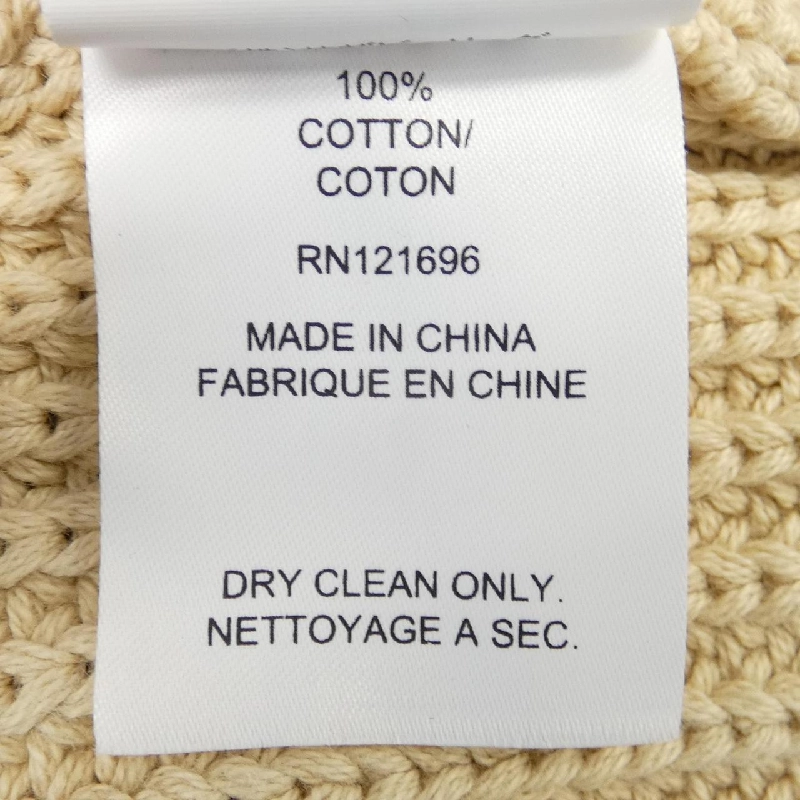 100%
COTTON/
COTON
RN121696
MADE IN CHINA
FABRIQUE EN CHINE
DRY CLEAN ONLY.
NETTOYAGE A SEC.